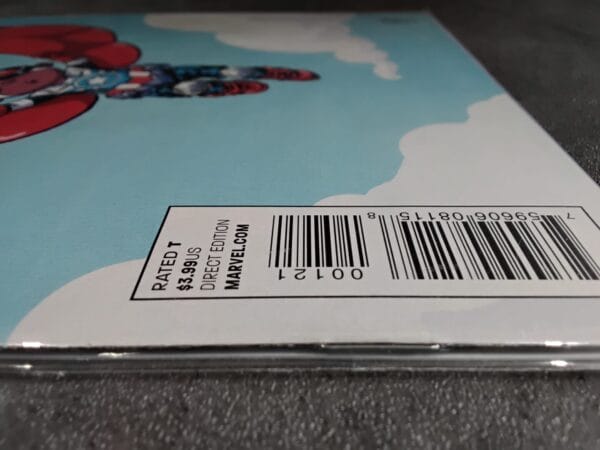 RATED T
$3.99US
DIRECT EDITION
MARVEL.COM
7 59606 08115 8
00121